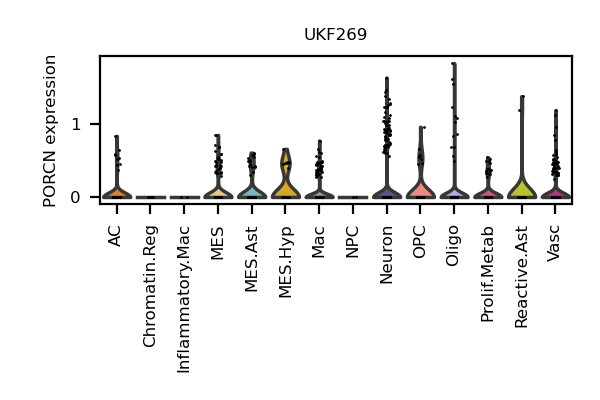 UKF269
PORCN expression
1
0
AC
Chromatin.Reg
Inflammatory.Mac
MES
MES.Ast
MES.Hyp
Mac
NPC
Neuron
OPC
Oligo
Prolif.Metab
Reactive.Ast
Vasc